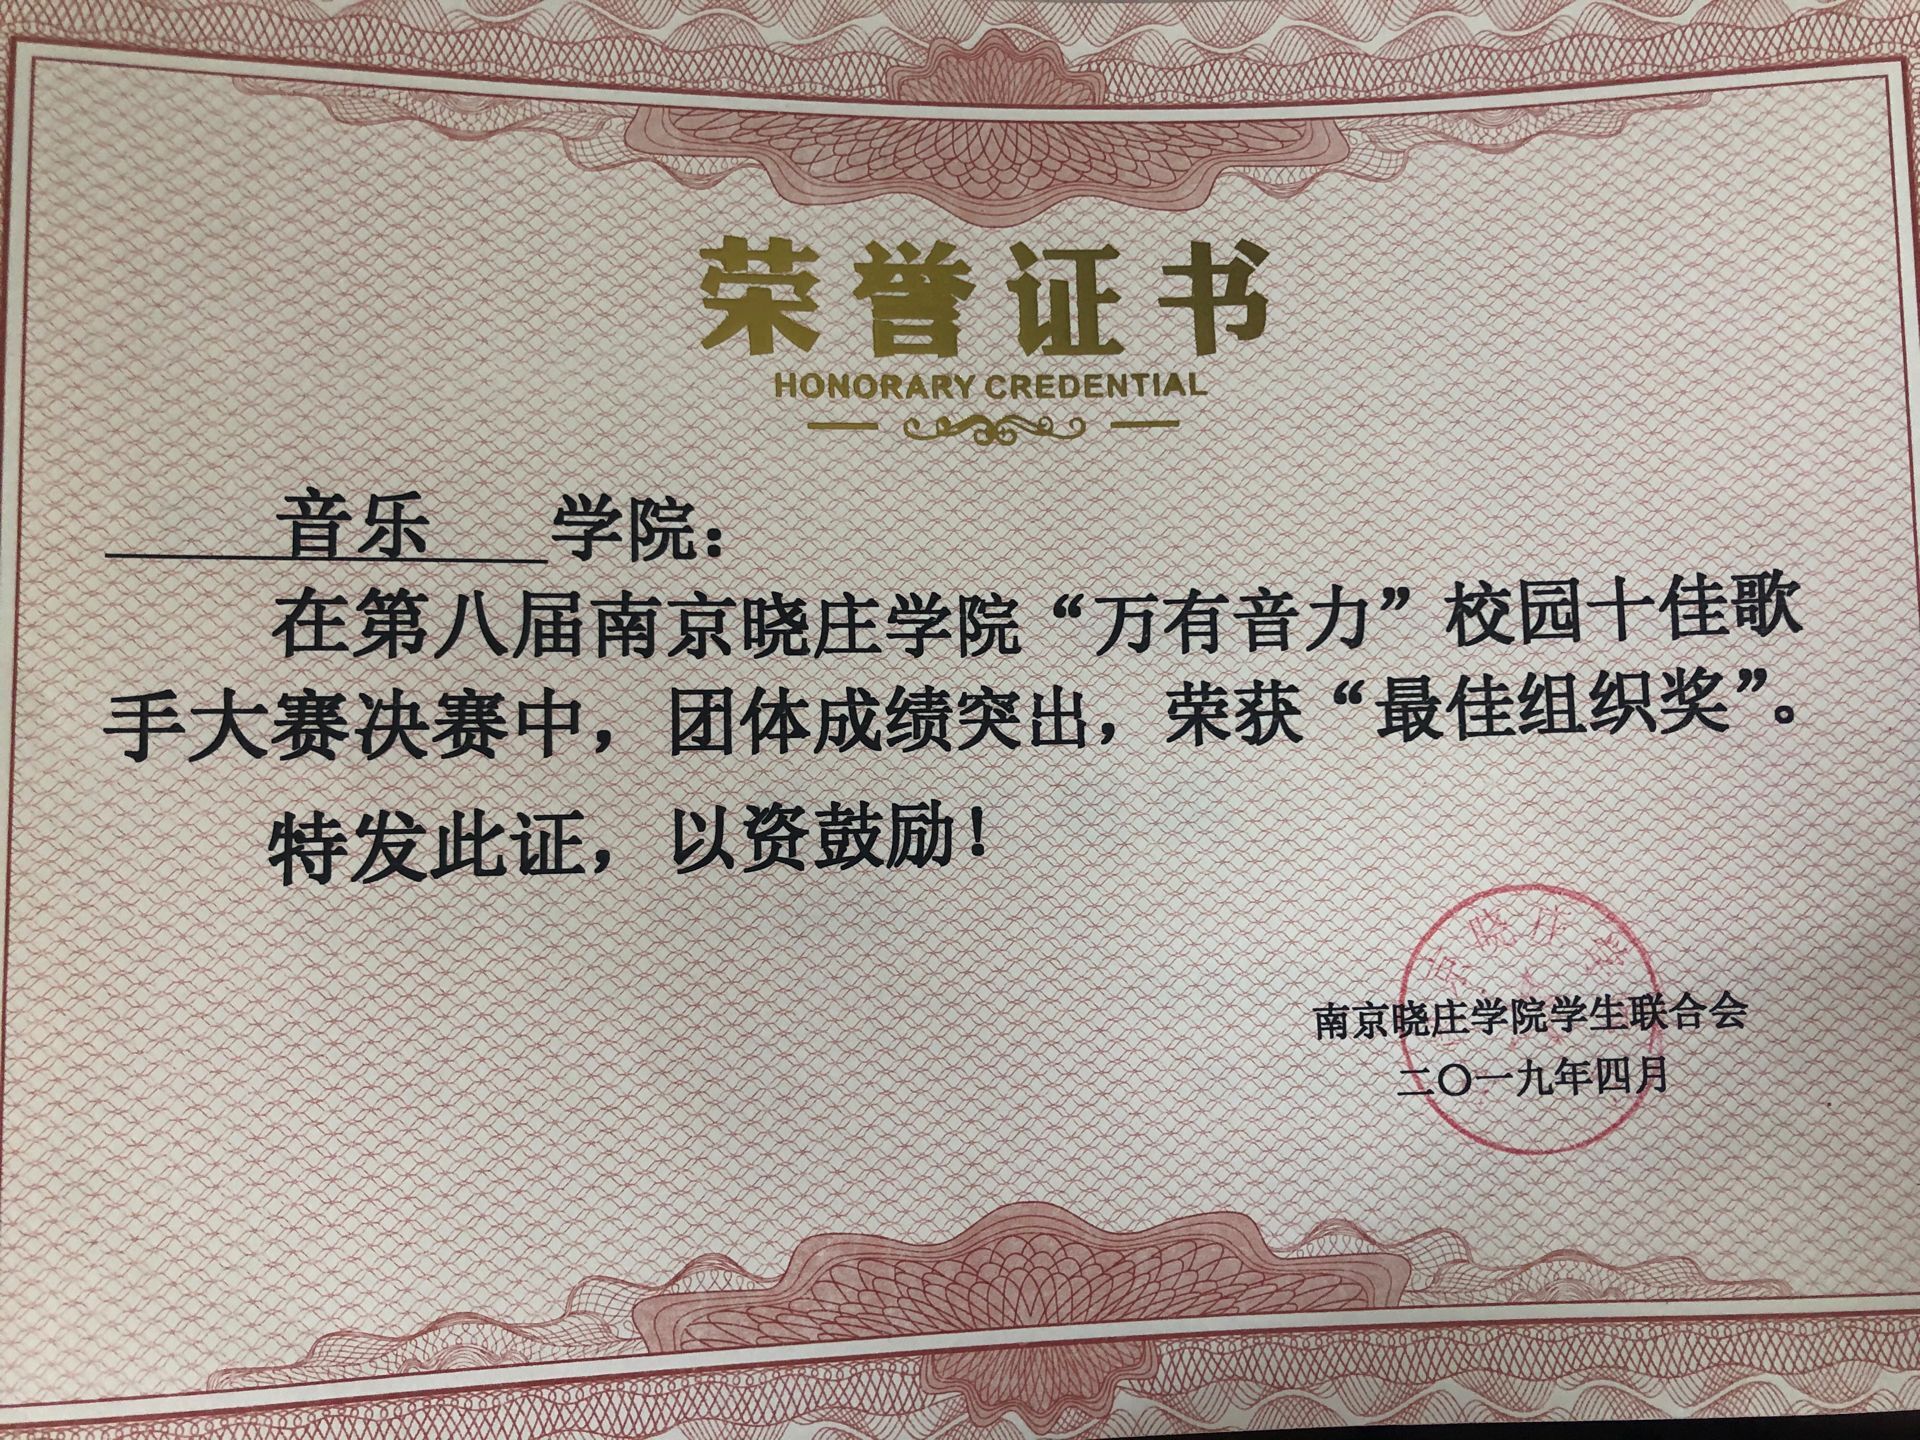 荣誉证书
HONORARY CREDENTIAL
音乐 学院：
在第八届南京晓庄学院“万有音力”校园十佳歌
手大赛决赛中，团体成绩突出，荣获“最佳组织奖”。
特发此证，以资鼓励！
南京晓庄学院学生联合会
二〇一九年四月